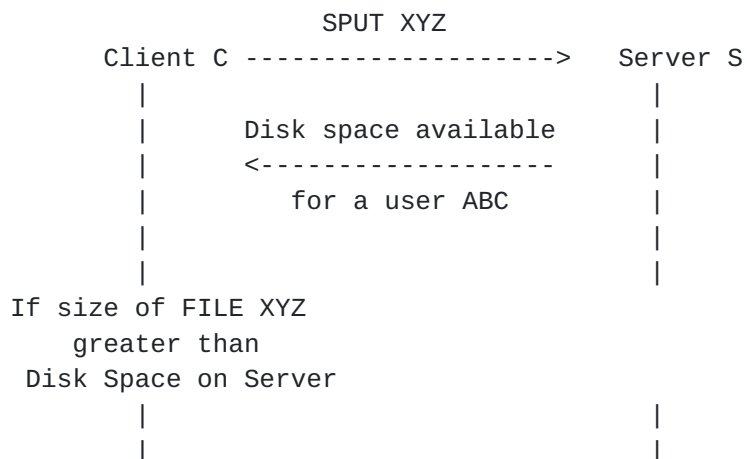 SPUT XYZ
Client C ---------------------> Server S
| |
| Disk space available |
| <------------------- |
| for a user ABC |
| |
| |
If size of FILE XYZ
greater than
Disk Space on Server
| |
| |